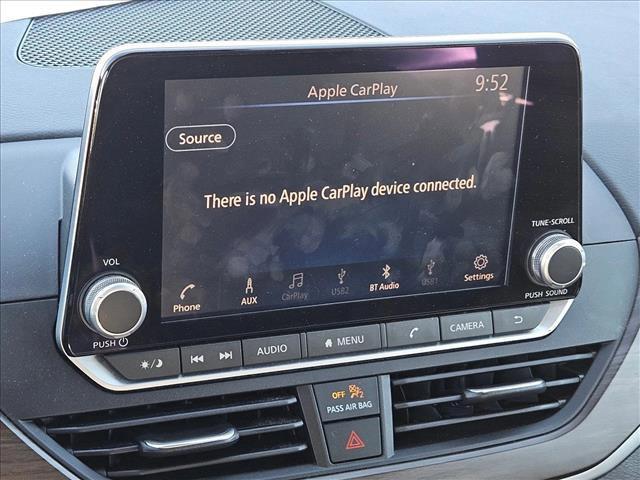 Apple CarPlay 9:52
Source
There is no Apple CarPlay device connected.
TUNE·SCROLL
VOL
Phone AUX CarPlay USB2 BT Audio USB1 Settings
PUSH SOUND
PUSH
AUDIO MENU CAMERA
OFF 2
PASS AIR BAG